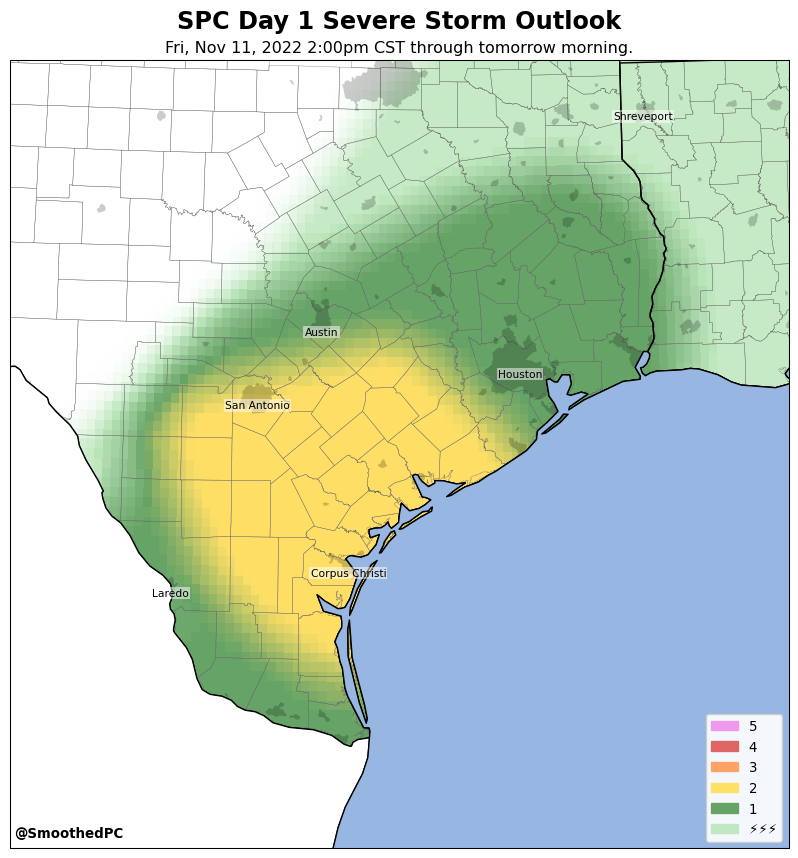 SPC Day 1 Severe Storm Outlook
Fri, Nov 11, 2022 2:00pm CST through tomorrow morning.
Shreveport
Austin
Houston
San Antonio
Corpus Christi
Laredo
5
4
3
2
1
⚡⚡⚡
@SmoothedPC